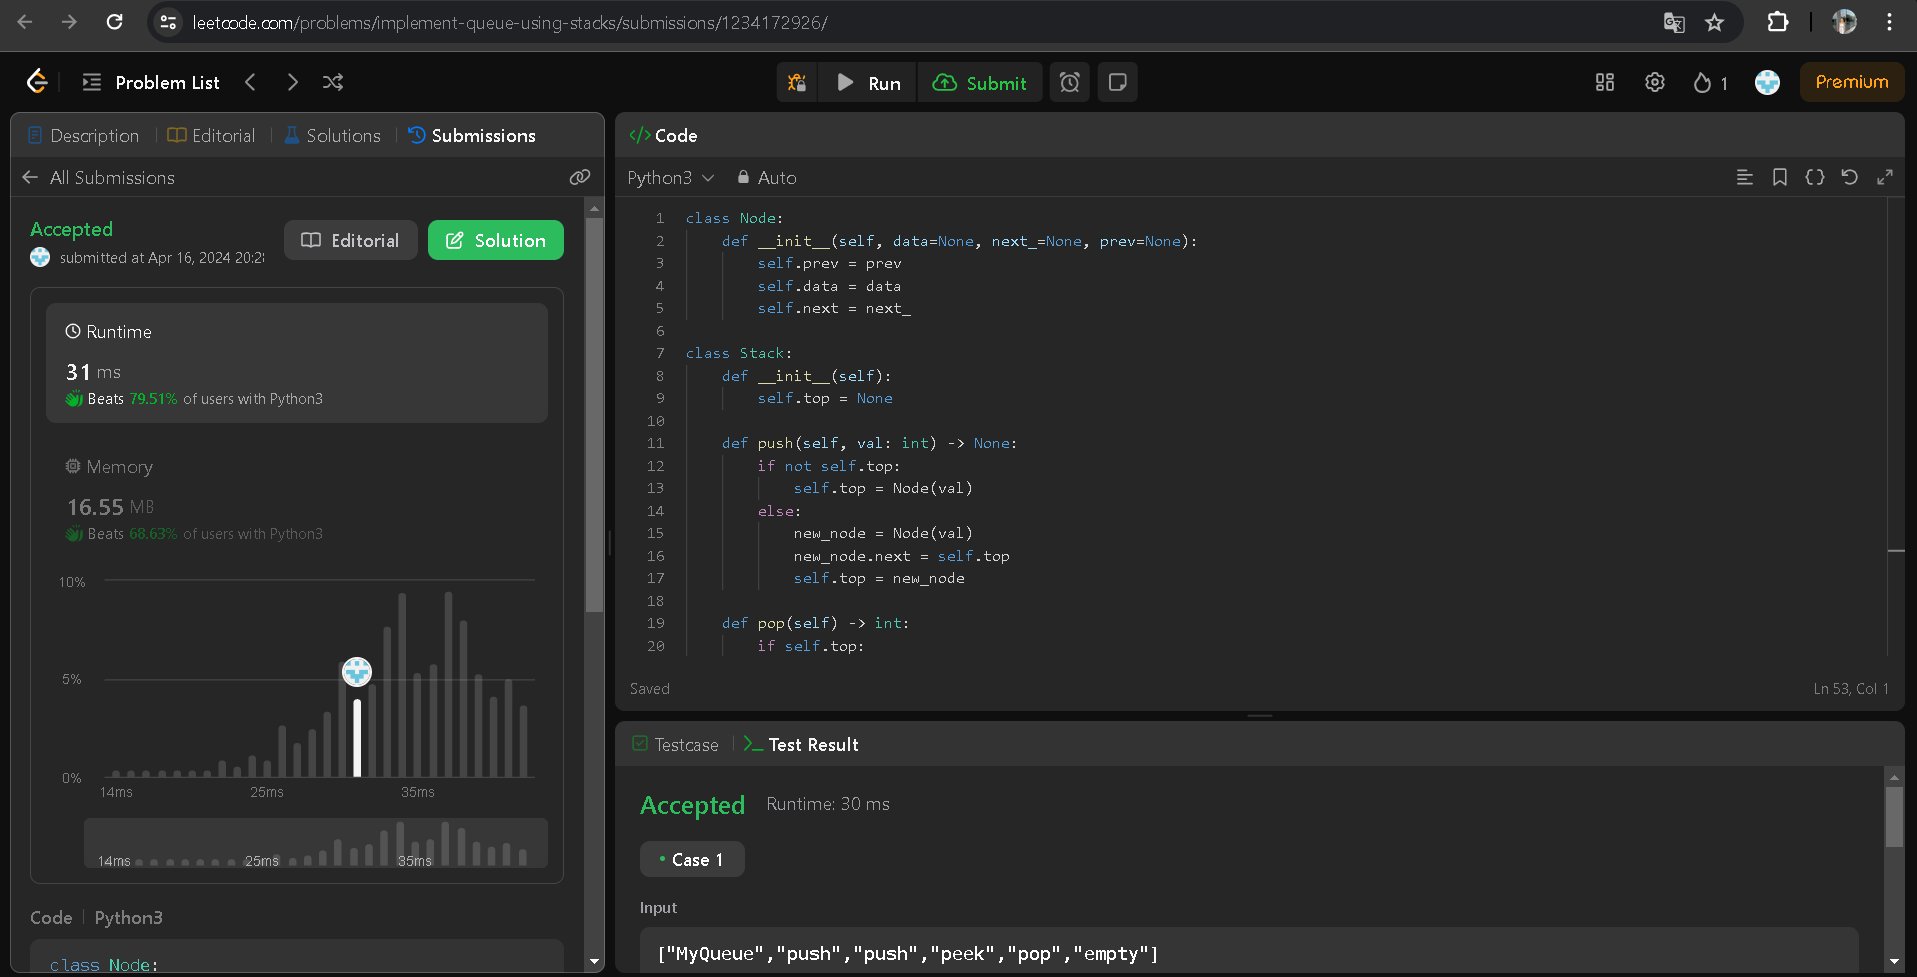 leetcode.com/problems/implement-queue-using-stacks/submissions/1234172926/
Problem List
Run
Submit
1
Premium
Description
Editorial
Solutions
Submissions
All Submissions
Accepted
submitted at Apr 16, 2024 20:2
Editorial
Solution
Runtime
31 ms
Beats 79.51% of users with Python3
Memory
16.55 MB
Beats 68.63% of users with Python3
10%
5%
0%
14ms
25ms
35ms
14ms
25ms
35ms
Code
Python3
class Node:
</> Code
Python3
Auto
1 class Node:
2 def __init__(self, data=None, next_=None, prev=None):
3 self.prev = prev
4 self.data = data
5 self.next = next_
6
7 class Stack:
8 def __init__(self):
9 self.top = None
10
11 def push(self, val: int) -> None:
12 if not self.top:
13 self.top = Node(val)
14 else:
15 new_node = Node(val)
16 new_node.next = self.top
17 self.top = new_node
18
19 def pop(self) -> int:
20 if self.top:
Saved
Ln 53, Col 1
Testcase
Test Result
Accepted
Runtime: 30 ms
Case 1
Input
["MyQueue","push","push","peek","pop","empty"]